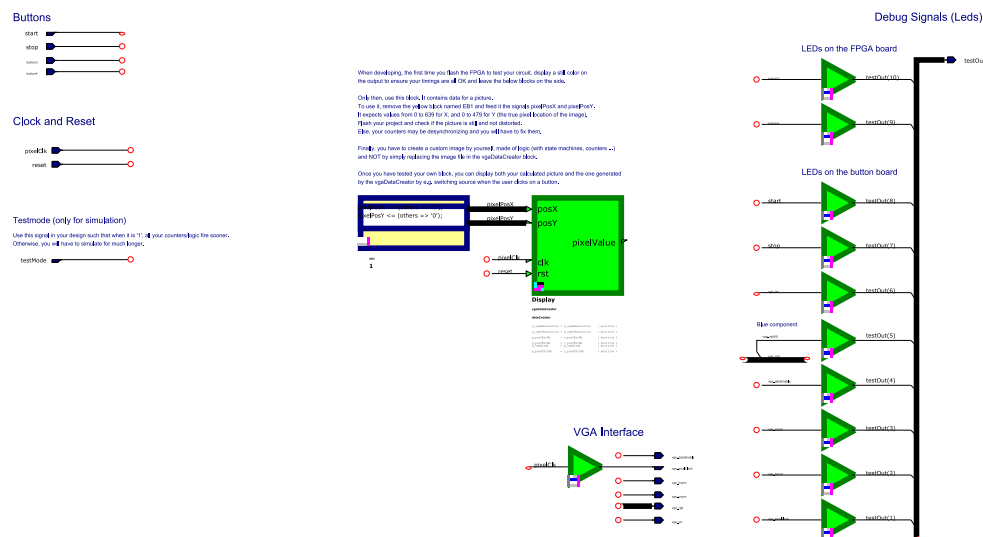 Buttons
start
stop
Clock and Reset
pixelClk
reset
Testmode (only for simulation)
Use this signal in your design such that when it is '1', all your counters/logic fire sooner.
Otherwise, you will have to simulate for much longer.
testMode
When developing, the first time you flash the FPGA to test your circuit, display a still color on
the output to ensure your timings are all OK and leave the below blocks on the side.
Only then, use this block. It contains data for a picture.
To use it, remove the yellow block named EB1 and feed it the signals pixelPosX and pixelPosY.
It expects values from 0 to 639 for X, and 0 to 479 for Y (the true pixel location of the image).
Flash your project and check if the picture is still and not distorted.
Else, your counters may be desynchronizing and you will have to fix them.
Finally, you have to create a custom image by yourself, made of logic (with state machines, counters ...)
and NOT by simply replacing the image file in the vgaDataCreator block.
Once you have tested your own block, you can display both your calculated picture and the one generated
by the vgaDataCreator by e.g. switching source when the user clicks on a button.
pixelPosY <= (others => '0');
1
pixelPosX
pixelPosY
pixelClk
reset
posX
posY
pixelValue
clk
rst
Display
vgaDataCreator
dataCreator
VGA Interface
pixelClk
Debug Signals (Leds)
LEDs on the FPGA board
testOu
testOut(10)
testOut(9)
LEDs on the button board
start
testOut(8)
stop
testOut(7)
testOut(6)
Blue component
testOut(5)
testOut(4)
testOut(3)
testOut(2)
testOut(1)